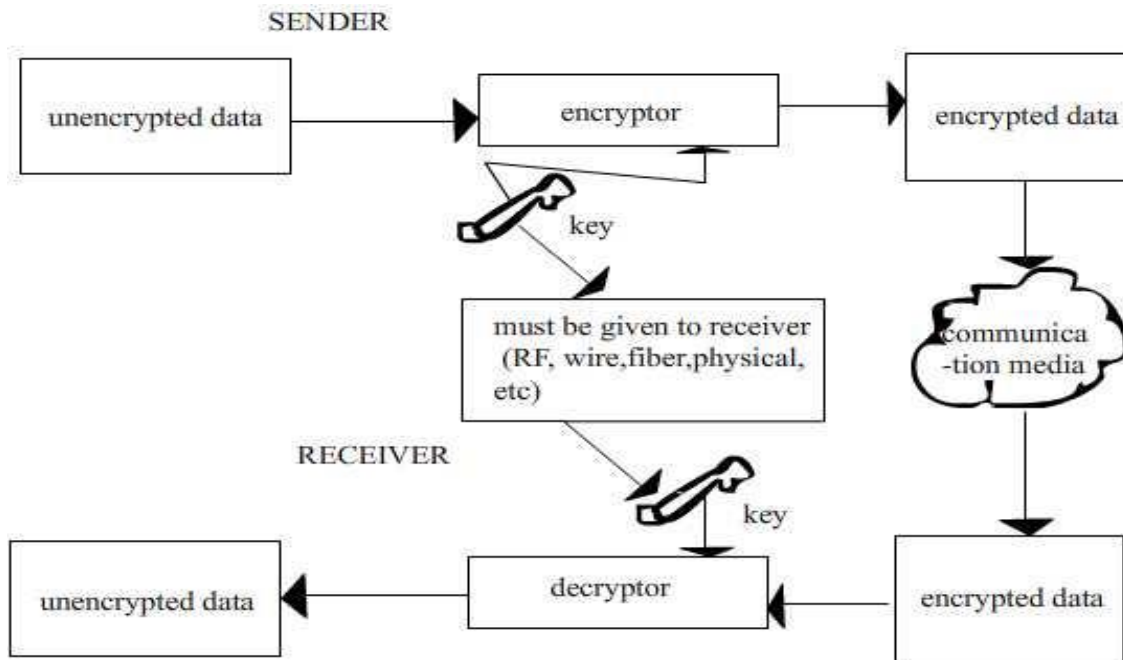 SENDER
unencrypted data
encryptor
encrypted data
key
must be given to receiver
(RF, wire,fiber,physical,
etc)
communica
-tion media
RECEIVER
key
unencrypted data
decryptor
encrypted data